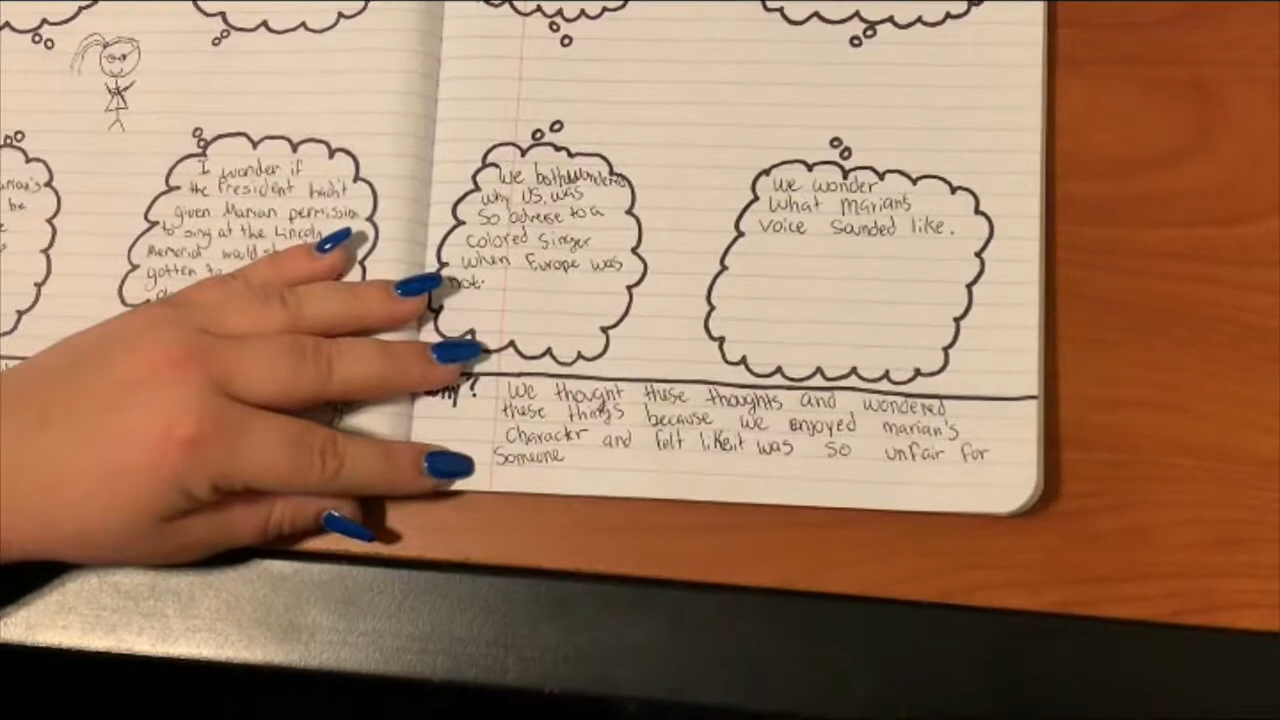 I wonder if
the President hadn't
given Marian permission
to sing at the Lincoln
Memorial would
gotten to
We both wondered
why US. was
so adverse to a
colored singer
when Europe was
not.
we wonder
what marian's
voice sounded like.
be
why?
We thought these thoughts and wondered
these things because we enjoyed marian's
character and felt like it was so unfair for
someone